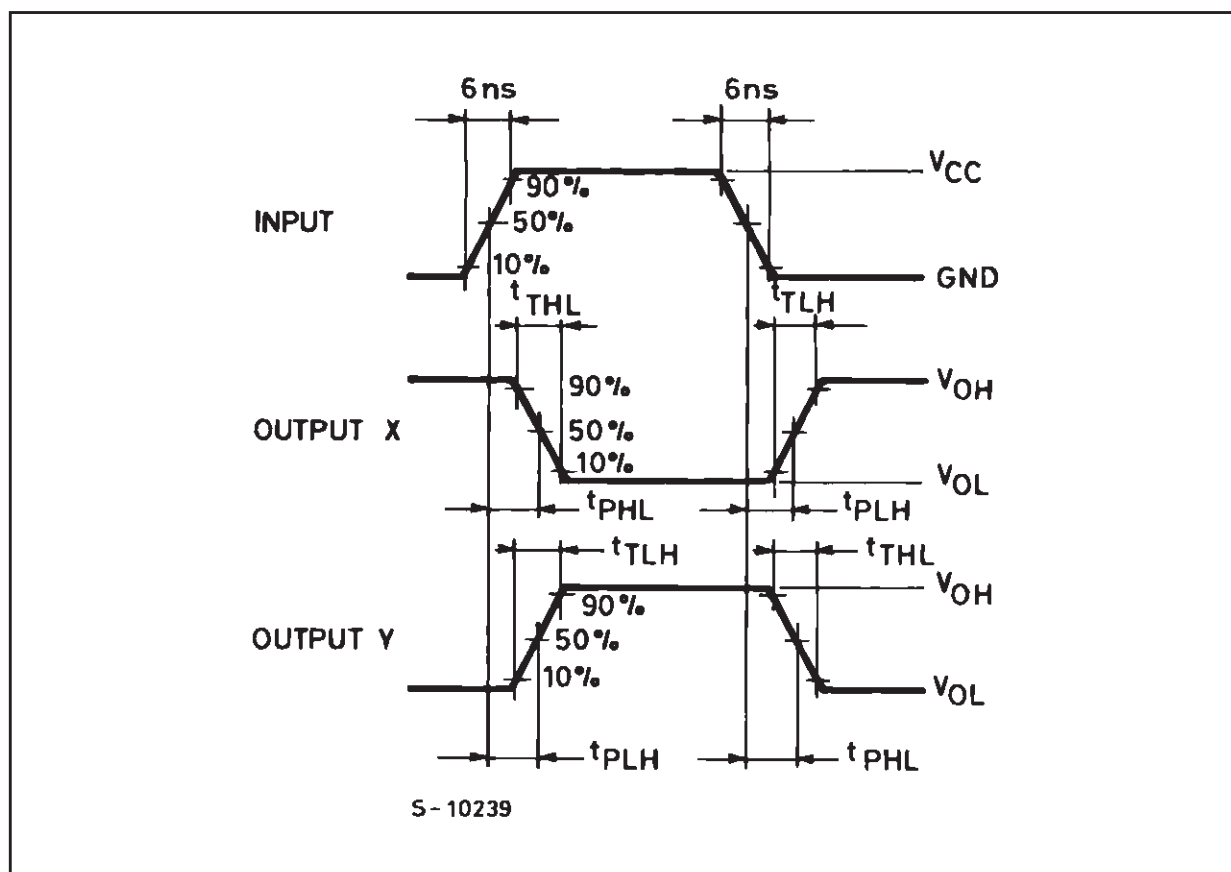 6ns 6ns
VCC
90%
INPUT 50%
10% GND
tTHL tTLH
90% VOH
OUTPUT X 50%
10% VOL
tPHL tPLH
tTLH tTHL
90% VOH
OUTPUT Y 50%
10% VOL
tPLH tPHL
S-10239